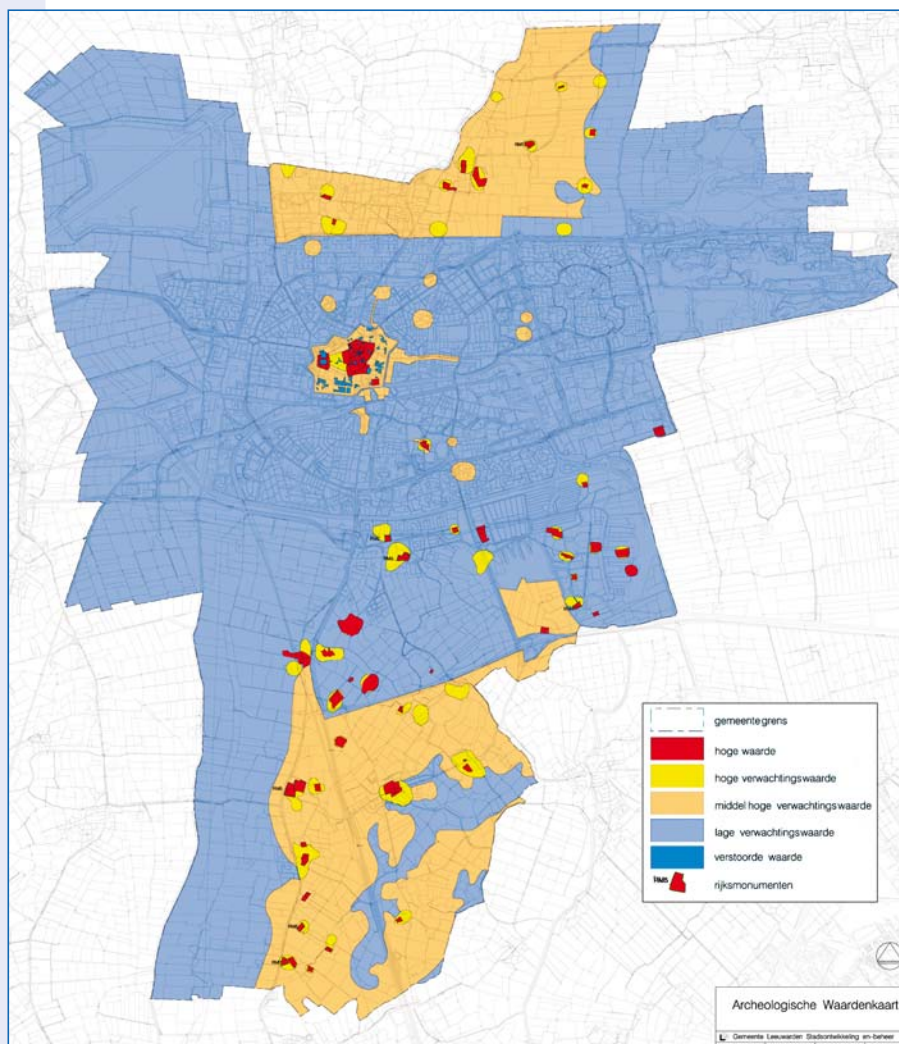 gemeentegrens
hoge waarde
hoge verwachtingswaarde
middel hoge verwachtingswaarde
lage verwachtingswaarde
verstoorde waarde
rijksmonumenten
Archeologische Waardenkaart
Gemeente Leeuwarden Stadsontwikkeling en-beheer